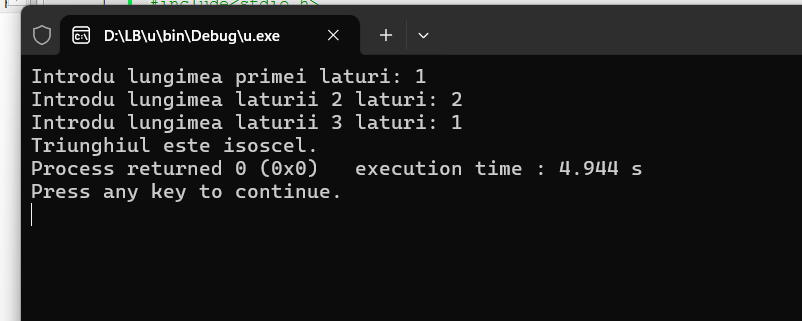 #include<stdio.h>
D:\LB\u\bin\Debug\u.exe
Introdu lungimea primei laturi: 1
Introdu lungimea laturii 2 laturi: 2
Introdu lungimea laturii 3 laturi: 1
Triunghiul este isoscel.
Process returned 0 (0x0)   execution time : 4.944 s
Press any key to continue.